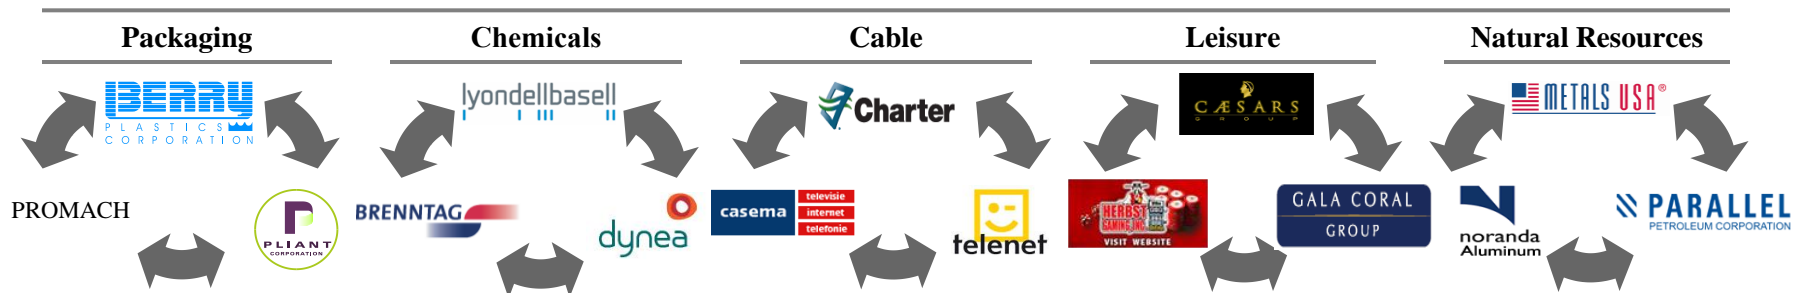 Packaging
Chemicals
Cable
Leisure
Natural Resources
BERRY
PLASTICS
CORPORATION
lyondellbasell
Charter
CÆSARS
GROUP
METALS USA®
PROMACH
PLIANT
CORPORATION
BRENNTAG
dynea
casema
televisie
internet
telefonie
telenet
HERBST
GAMING, INC.
VISIT WEBSITE
GALA CORAL
GROUP
noranda
Aluminum
PARALLEL
PETROLEUM CORPORATION